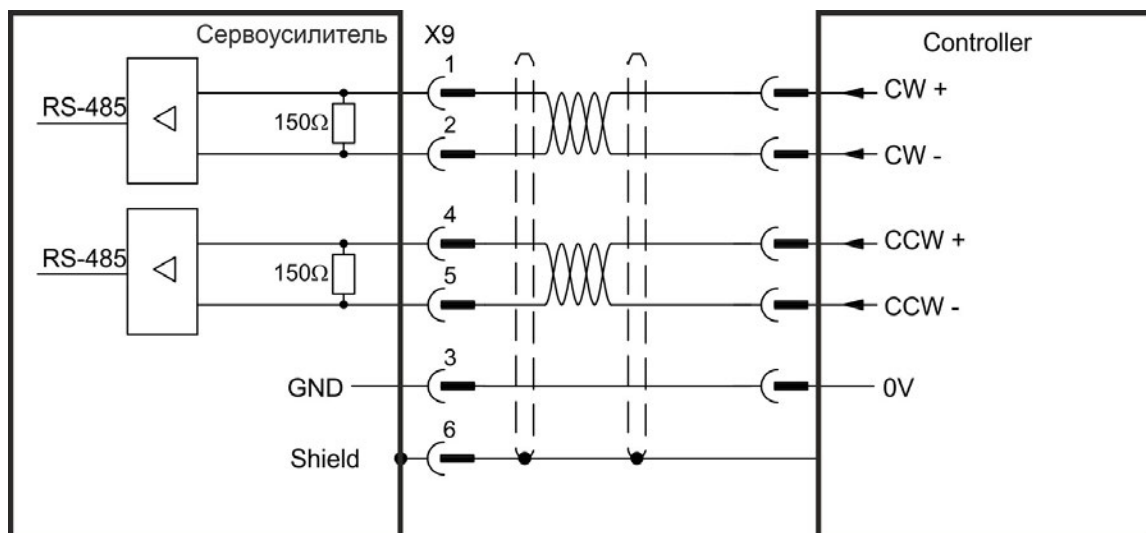 Сервоусилитель
X9
Controller
1
CW +
RS-485
150Ω
2
CW -
4
CCW +
RS-485
150Ω
5
CCW -
3
GND
0V
6
Shield